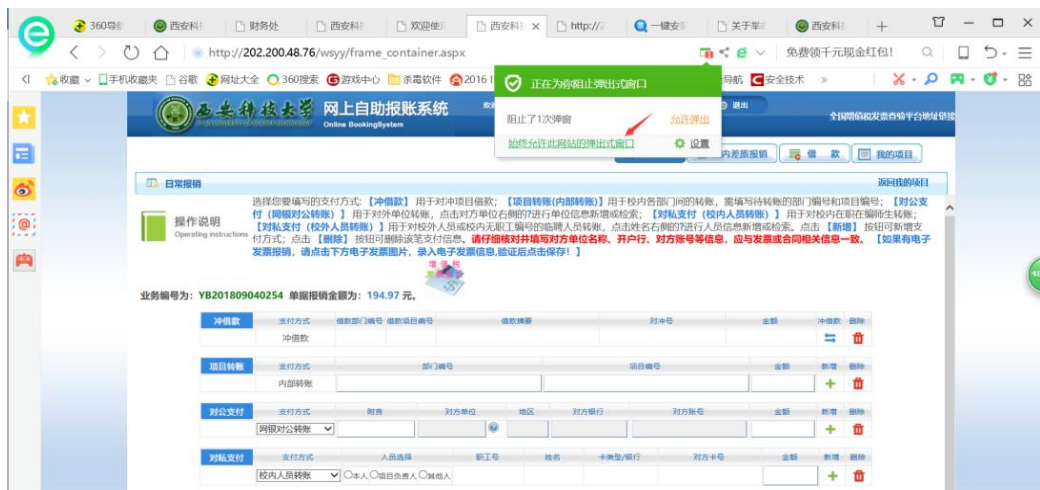 360导航
西安科
财务处
西安科
欢迎使
西安科
http://2
一键安
关于举
西安科
http://202.200.48.76/wsyy/frame_container.aspx
免费领千元现金红包!
收藏
手机收藏夹
谷歌
网址大全
360搜索
游戏中心
杀毒软件
2016
导航
安全技术
正在为你阻止弹出式窗口
阻止了1次弹窗
允许弹出
始终允许此网站的弹出式窗口
设置
西安科技大学
网上自助报账系统
Online BookingSystem
退出
全国增值税发票查验平台地址链接
内差旅报销
借 款
我的项目
日常报销
返回我的项目
操作说明
Operating instructions
选择您要填写的支付方式:【冲借款】用于对冲项目借款;【项目转账(内部转账)】用于校内各部门间的转账,需填写待转账的部门编号和项目编号;【对公支
付(网银对公转账)】用于对外单位转账,点击对方单位右侧的?进行单位信息新增或检索;【对私支付(校内人员转账)】用于对校内在职在编师生转账;
【对私支付(校外人员转账)】用于对校外人员或校内无职工编号的临聘人员转账,点击姓名右侧的?进行人员信息新增或检索。点击【新增】按钮可新增支
付方式;点击【删除】按钮可删除该笔支付信息。请仔细核对并填写对方单位名称、开户行、对方账号等信息,应与发票或合同相关信息一致。【如果有电子
发票报销,请点击下方电子发票图片,录入电子发票信息,验证后点击保存!】
增值税
业务编号为:YB201809040254 单据报销金额为:194.97 元。
冲借款 支付方式 借款部门编号 借款项目编号 借款摘要 对冲号 金额 冲借款 删除
冲借款
项目转账 支付方式 部门编号 项目编号 金额 新增 删除
内部转账
对公支付 支付方式 附言 对方单位 地区 对方银行 对方账号 金额 新增 删除
网银对公转账
对私支付 支付方式 人员选择 职工号 姓名 卡类型/银行 对方卡号 金额 新增 删除
校内人员转账 本人 项目负责人 其他人